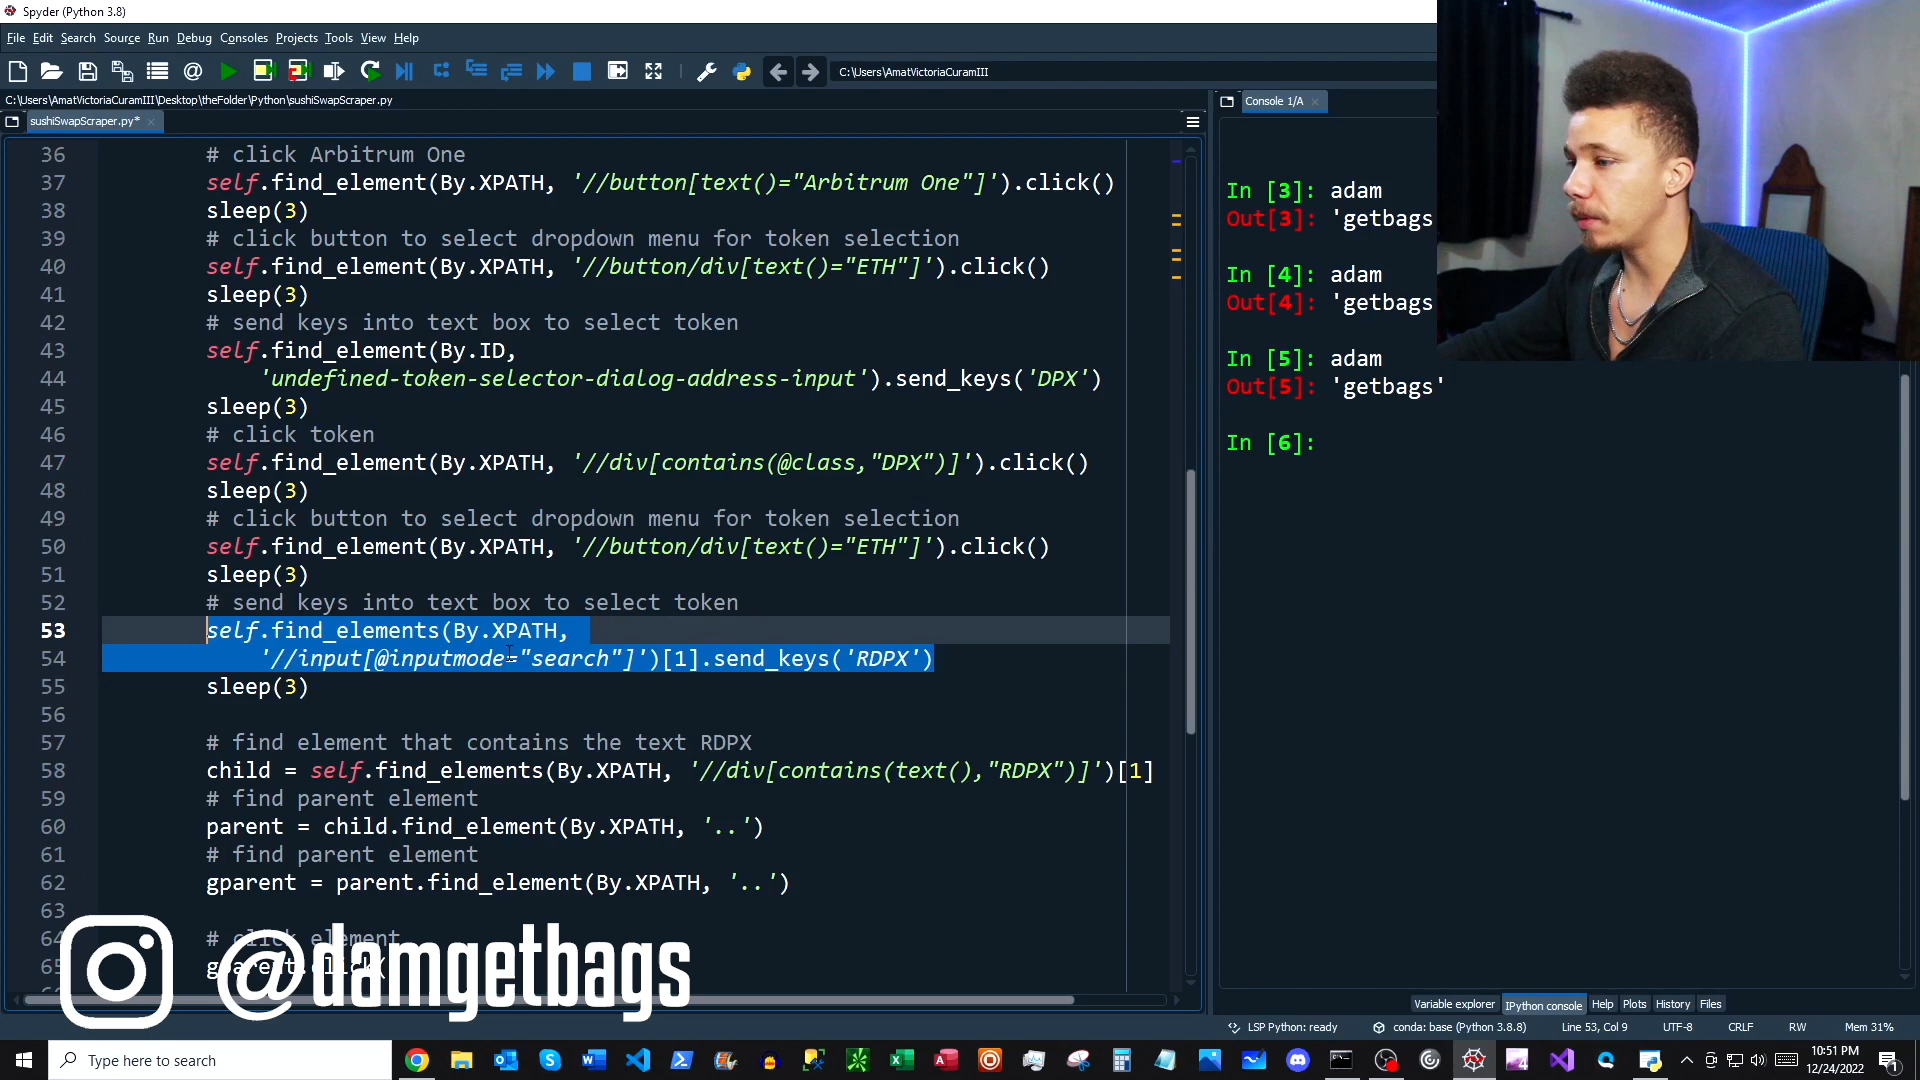 Spyder (Python 3.8)
File Edit Search Source Run Debug Consoles Projects Tools View Help
C:\Users\AmatVictoriaCuramIII
C:\Users\AmatVictoriaCuramIII\Desktop\theFolder\Python\sushiSwapScraper.py
sushiSwapScraper.py*
36 # click Arbitrum One
37 self.find_element(By.XPATH, '//button[text()="Arbitrum One"]').click()
38 sleep(3)
39 # click button to select dropdown menu for token selection
40 self.find_element(By.XPATH, '//button/div[text()="ETH"]').click()
41 sleep(3)
42 # send keys into text box to select token
43 self.find_element(By.ID,
44 'undefined-token-selector-dialog-address-input').send_keys('DPX')
45 sleep(3)
46 # click token
47 self.find_element(By.XPATH, '//div[contains(@class,"DPX")]').click()
48 sleep(3)
49 # click button to select dropdown menu for token selection
50 self.find_element(By.XPATH, '//button/div[text()="ETH"]').click()
51 sleep(3)
52 # send keys into text box to select token
53 self.find_elements(By.XPATH,
54 '//input[@inputmode="search"]')[1].send_keys('RDPX')
55 sleep(3)
56
57 # find element that contains the text RDPX
58 child = self.find_elements(By.XPATH, '//div[contains(text(),"RDPX")]')[1]
59 # find parent element
60 parent = child.find_element(By.XPATH, '..')
61 # find parent element
62 gparent = parent.find_element(By.XPATH, '..')
63
64 # click element
65 gparent.click(
@damgetbags
Console 1/A
In [3]: adam
Out[3]: 'getbags
In [4]: adam
Out[4]: 'getbags
In [5]: adam
Out[5]: 'getbags'
In [6]:
Variable explorer IPython console Help Plots History Files
LSP Python: ready conda: base (Python 3.8.8) Line 53, Col 9 UTF-8 CRLF RW Mem 31%
Type here to search
10:51 PM
12/24/2022